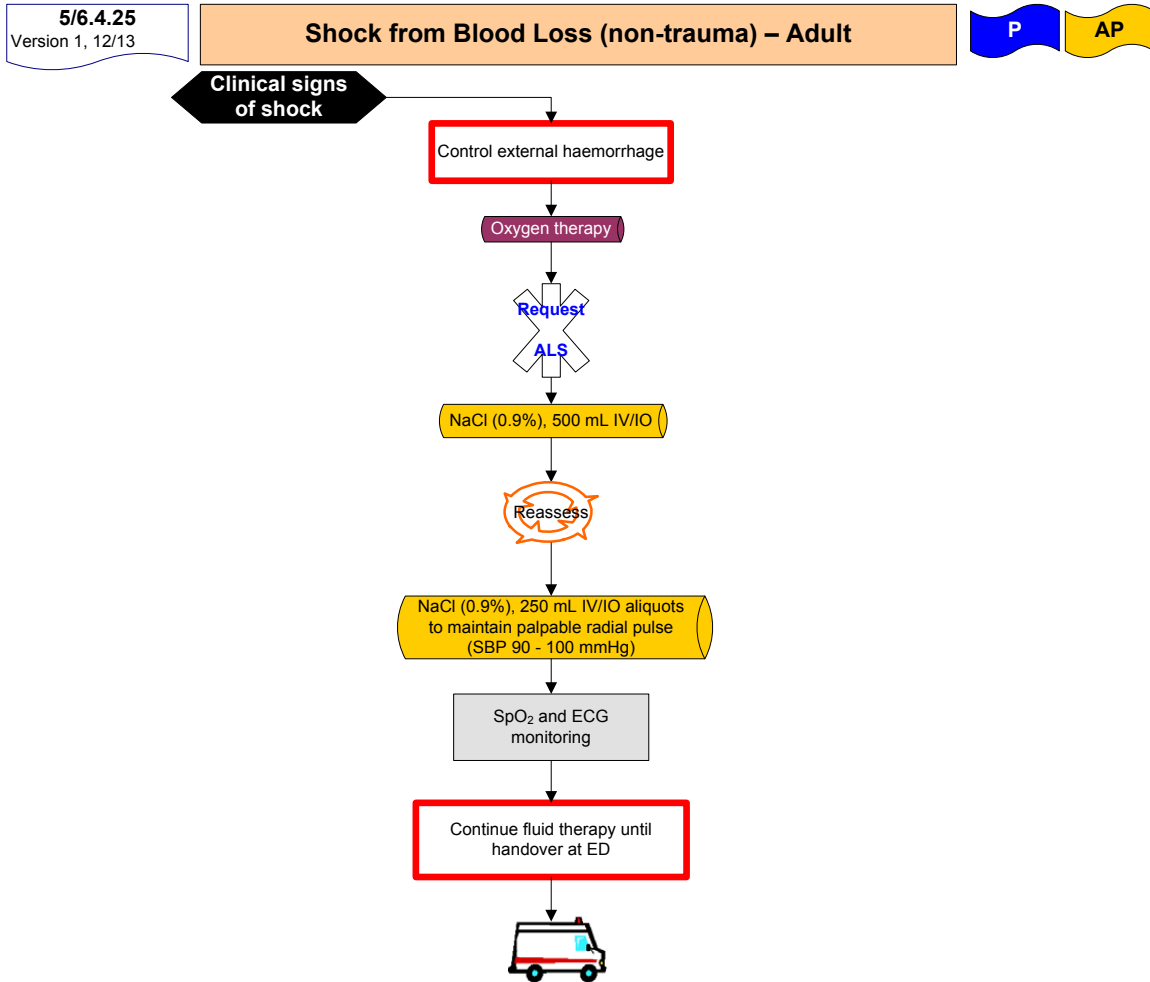 5/6.4.25
Version 1, 12/13
Shock from Blood Loss (non-trauma) – Adult
P
AP
Clinical signs
of shock
Control external haemorrhage
Oxygen therapy
Request
ALS
NaCl (0.9%), 500 mL IV/IO
Reassess
NaCl (0.9%), 250 mL IV/IO aliquots
to maintain palpable radial pulse
(SBP 90 - 100 mmHg)
SpO₂ and ECG
monitoring
Continue fluid therapy until
handover at ED